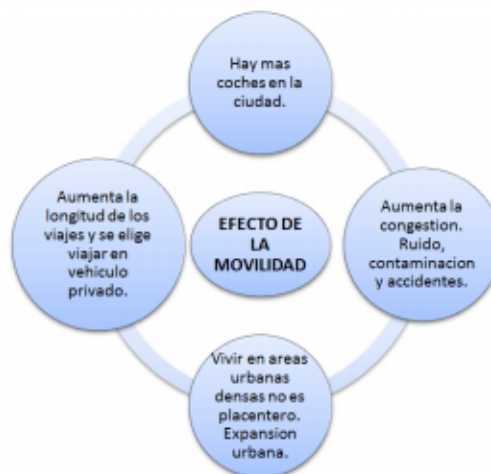 Hay mas
coches en la
ciudad.
Aumenta la
longitud de los
viajes y se elige
viajar en
vehiculo
privado.
EFECTO DE
LA
MOVILIDAD
Aumenta la
congestion.
Ruido,
contaminacion
y accidentes.
Vivir en areas
urbanas
densas no es
placentero.
Expansion
urbana.